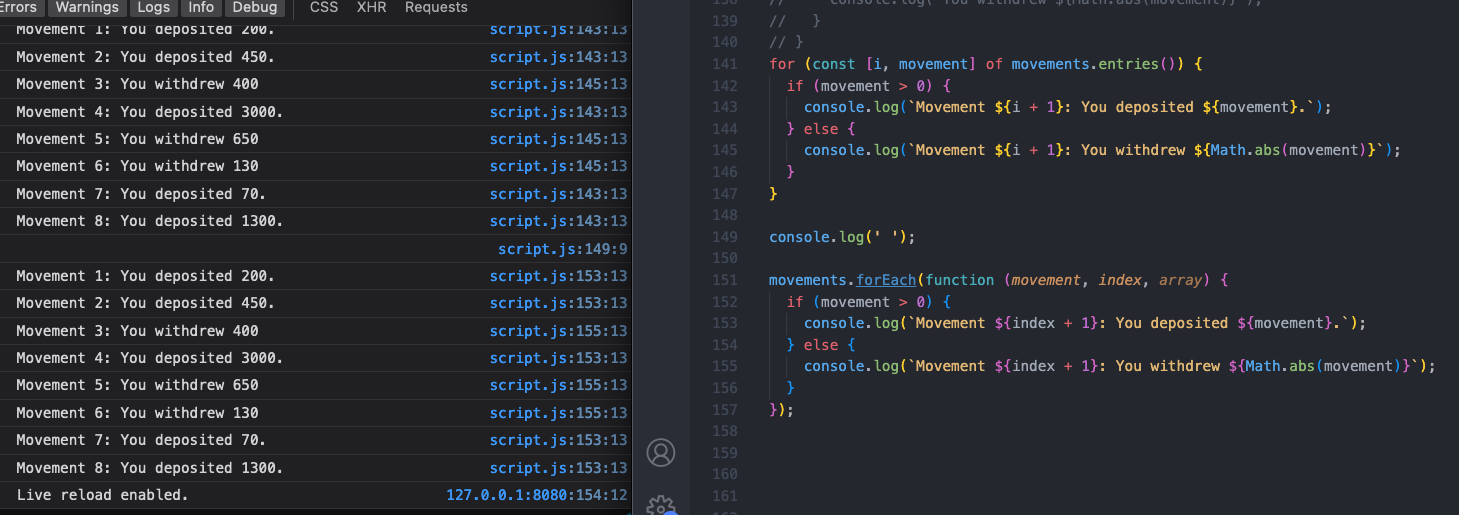 Errors Warnings Logs Info Debug CSS XHR Requests
Movement 1: You deposited 200. script.js:143:13
Movement 2: You deposited 450. script.js:143:13
Movement 3: You withdrew 400 script.js:145:13
Movement 4: You deposited 3000. script.js:143:13
Movement 5: You withdrew 650 script.js:145:13
Movement 6: You withdrew 130 script.js:145:13
Movement 7: You deposited 70. script.js:143:13
Movement 8: You deposited 1300. script.js:143:13
script.js:149:9
Movement 1: You deposited 200. script.js:153:13
Movement 2: You deposited 450. script.js:153:13
Movement 3: You withdrew 400 script.js:155:13
Movement 4: You deposited 3000. script.js:153:13
Movement 5: You withdrew 650 script.js:155:13
Movement 6: You withdrew 130 script.js:155:13
Movement 7: You deposited 70. script.js:153:13
Movement 8: You deposited 1300. script.js:153:13
Live reload enabled. 127.0.0.1:8080:154:12
138 // console.log(`You withdrew ${Math.abs(movement)}`);
139 // }
140 // }
141 for (const [i, movement] of movements.entries()) {
142 if (movement > 0) {
143 console.log(`Movement ${i + 1}: You deposited ${movement}.`);
144 } else {
145 console.log(`Movement ${i + 1}: You withdrew ${Math.abs(movement)}`);
146 }
147 }
148
149 console.log(' ');
150
151 movements.forEach(function (movement, index, array) {
152 if (movement > 0) {
153 console.log(`Movement ${index + 1}: You deposited ${movement}.`);
154 } else {
155 console.log(`Movement ${index + 1}: You withdrew ${Math.abs(movement)}`);
156 }
157 });
158
159
160
161
162